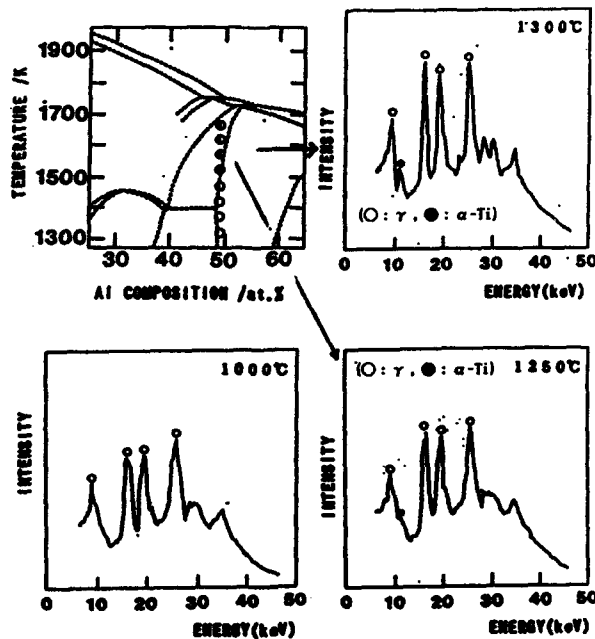 TEMPERATURE /K
1900
1700
1500
1300
30 40 50 60
Al COMPOSITION /at.%
INTENSITY
1300℃
(○: γ, ●: α-Ti)
0 10 20 30 40 50
ENERGY(keV)
INTENSITY
1000℃
0 10 20 30 40 50
ENERGY(keV)
INTENSITY
(○: γ, ●: α-Ti) 1250℃
0 10 20 30 40 50
ENERGY(keV)